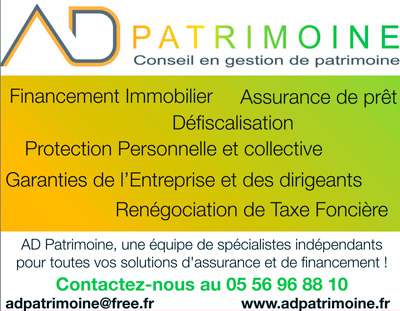 AD PATRIMOINE
Conseil en gestion de patrimoine
Financement Immobilier Assurance de prêt
Défiscalisation
Protection Personnelle et collective
Garanties de l'Entreprise et des dirigeants
Renégociation de Taxe Foncière
AD Patrimoine, une équipe de spécialistes indépendants
pour toutes vos solutions d'assurance et de financement !
Contactez-nous au 05 56 96 88 10
adpatrimoine@free.fr www.adpatrimoine.fr